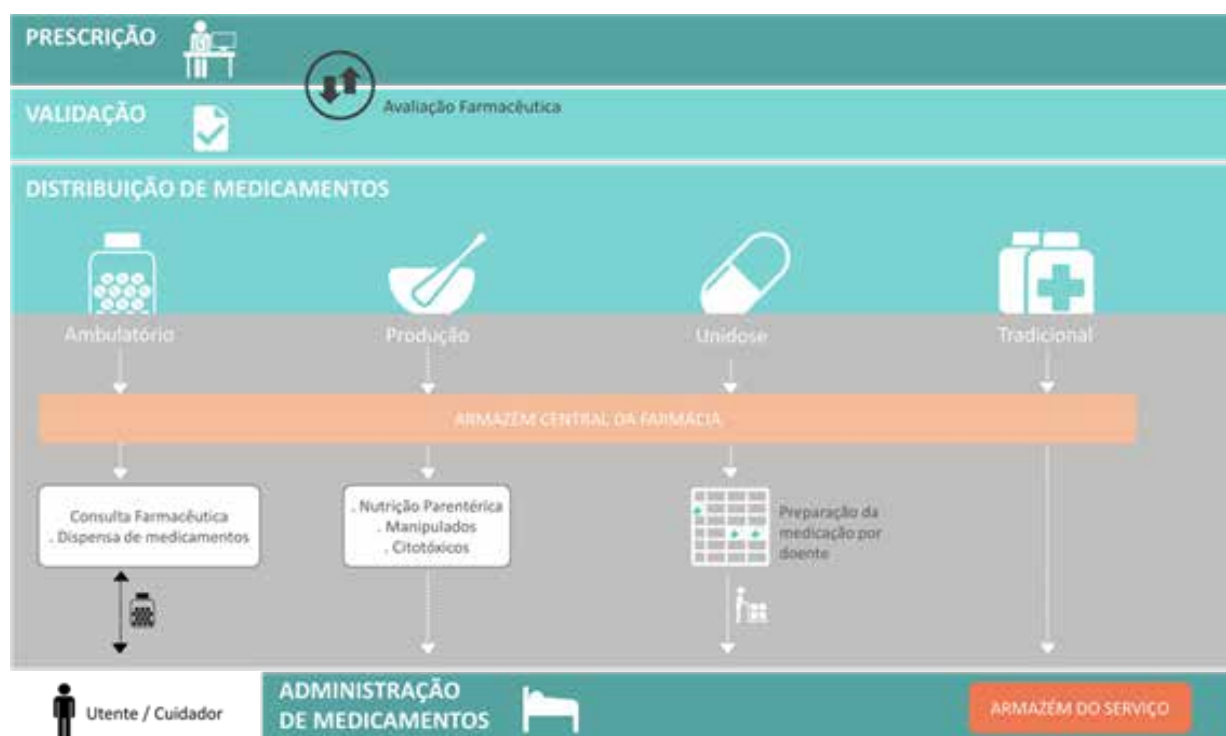 PRESCRIÇÃO
Avaliação Farmacêutica
VALIDAÇÃO
DISTRIBUIÇÃO DE MEDICAMENTOS
Ambulatório
Produção
Unidose
Tradicional
ARMAZÉM CENTRAL DA FARMÁCIA
Consulta Farmacêutica
. Dispensa de medicamentos
. Nutrição Parentérica
. Manipulados
. Citotóxicos
Preparação da
medicação por
doente
Utente / Cuidador
ADMINISTRAÇÃO
DE MEDICAMENTOS
ARMAZÉM DO SERVIÇO